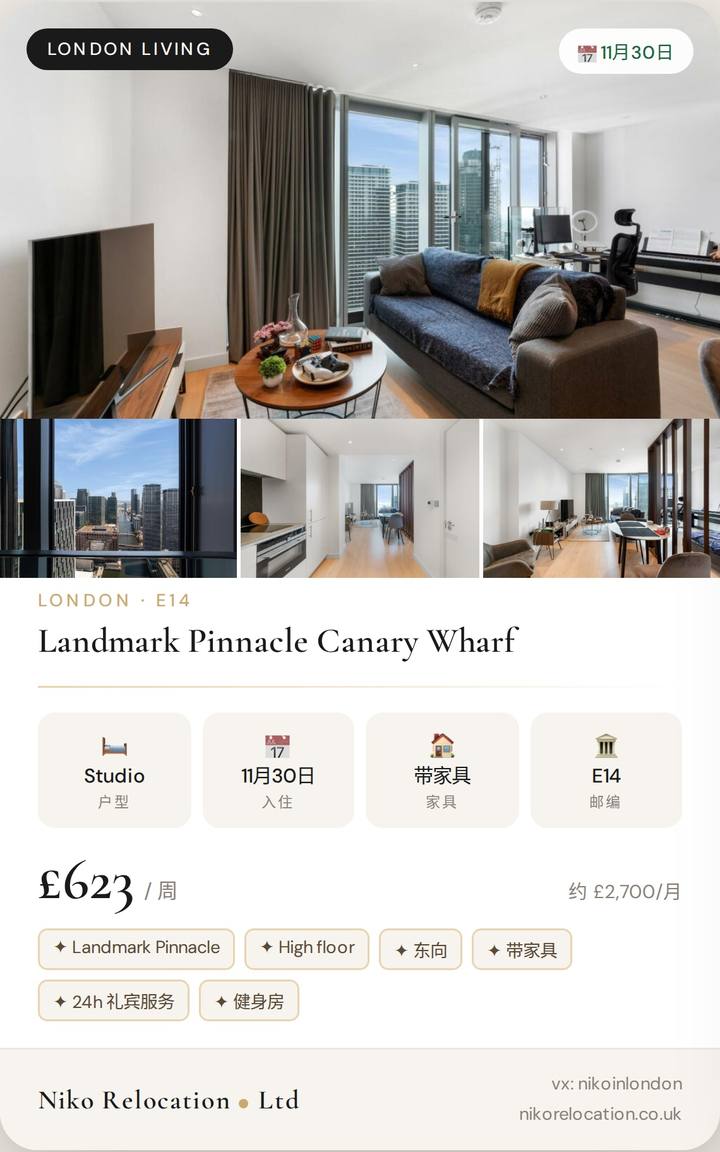 LONDON LIVING
11月30日
LONDON · E14
Landmark Pinnacle Canary Wharf
Studio
户型
11月30日
入住
带家具
家具
E14
邮编
£623 / 周
约 £2,700/月
✦ Landmark Pinnacle
✦ High floor
✦ 东向
✦ 带家具
✦ 24h 礼宾服务
✦ 健身房
Niko Relocation • Ltd
vx: nikoinlondon
nikorelocation.co.uk